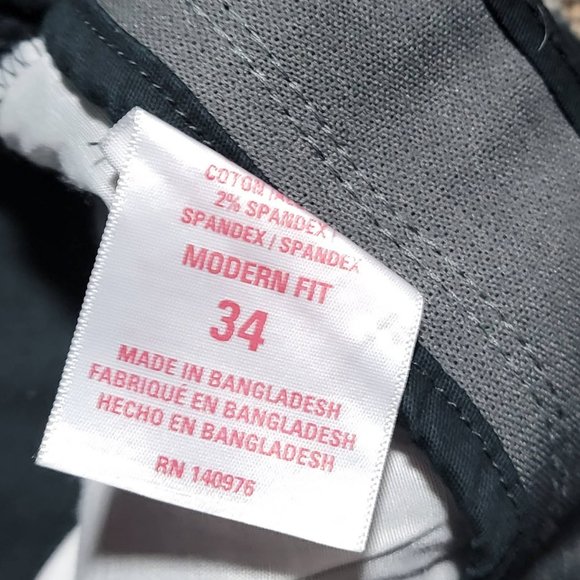 COTON
2% SPANDEX
SPANDEX / SPANDEX
MODERN FIT
34
MADE IN BANGLADESH
FABRIQUÉ EN BANGLADESH
HECHO EN BANGLADESH
RN 140976